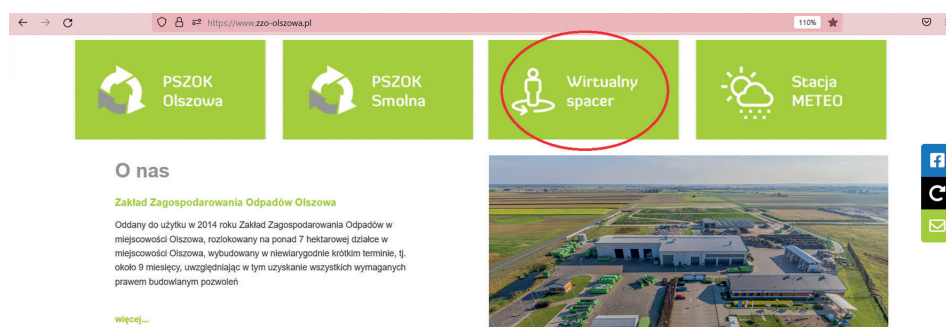 https://www.zzo-olszowa.pl
110%
PSZOK
Olszowa
PSZOK
Smolna
Wirtualny
spacer
Stacja
METEO
O nas
Zakład Zagospodarowania Odpadów Olszowa
Oddany do użytku w 2014 roku Zakład Zagospodarowania Odpadów w
miejscowości Olszowa, rozlokowany na ponad 7 hektarowej działce w
miejscowości Olszowa, wybudowany w niewiarygodnie krótkim terminie, tj.
około 9 miesięcy, uwzględniając w tym uzyskanie wszystkich wymaganych
prawem budowlanym pozwoleń
więcej...